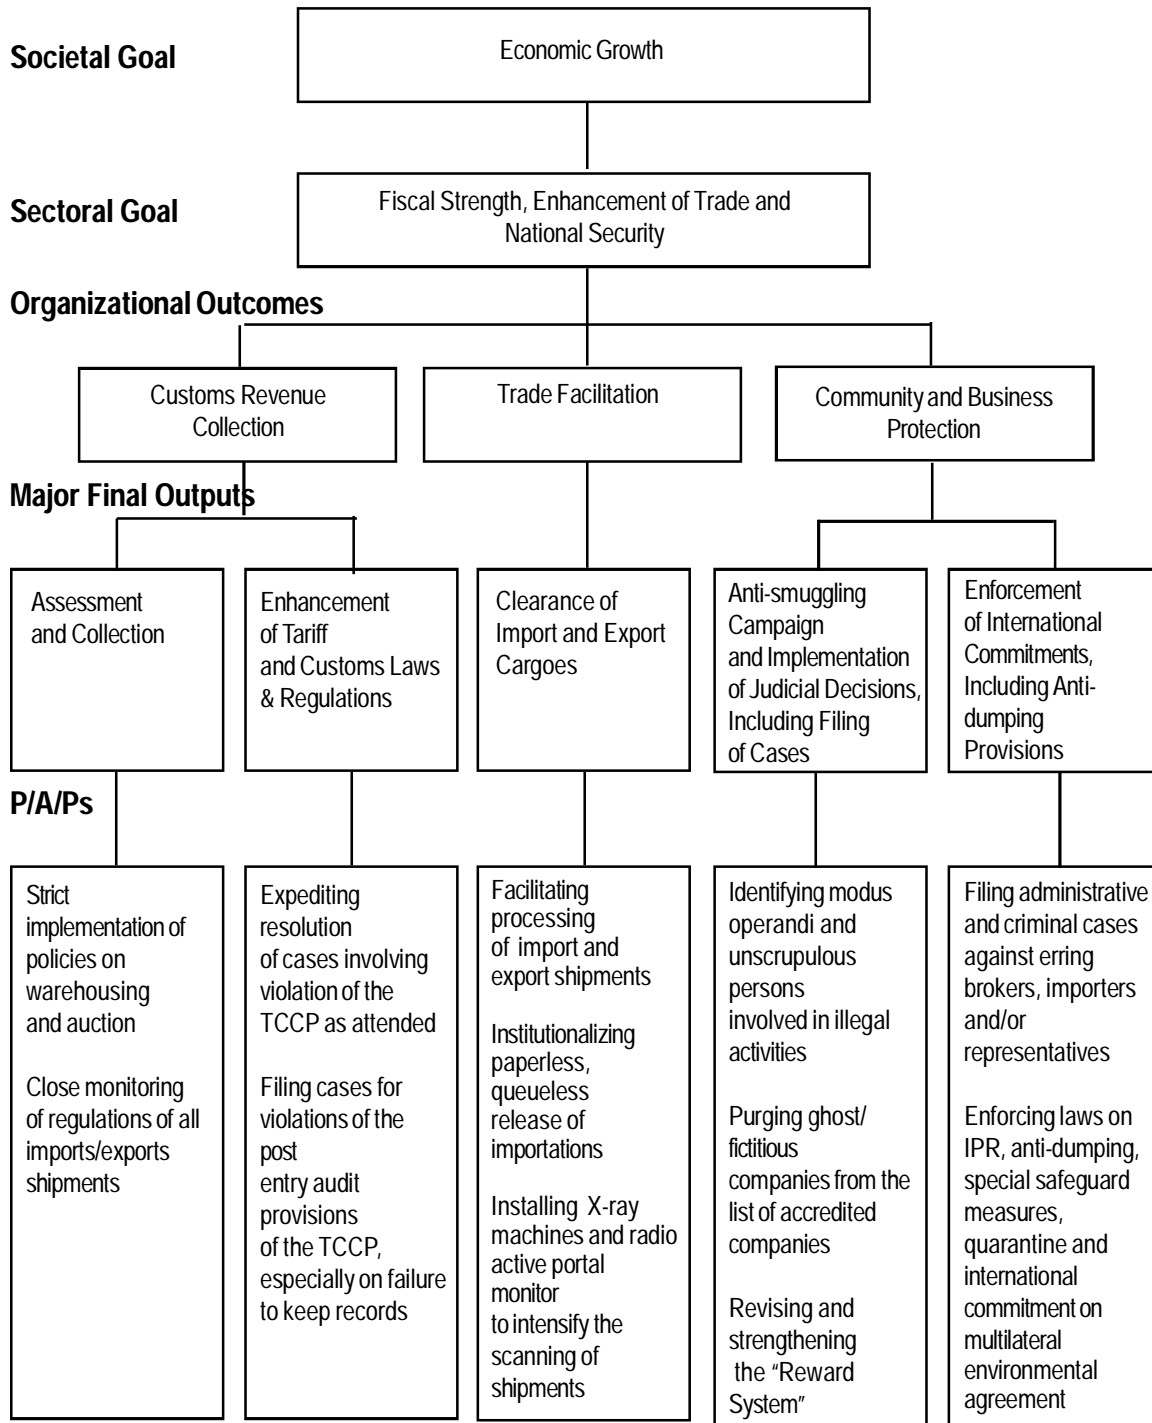 Societal Goal
Economic Growth
Sectoral Goal
Fiscal Strength, Enhancement of Trade and
National Security
Organizational Outcomes
Customs Revenue
Collection
Trade Facilitation
Community and Business
Protection
Major Final Outputs
Assessment
and Collection
Enhancement
of Tariff
and Customs Laws
& Regulations
Clearance of
Import and Export
Cargoes
Anti-smuggling
Campaign
and Implementation
of Judicial Decisions,
Including Filing
of Cases
Enforcement
of International
Commitments,
Including Anti-
dumping
Provisions
P/A/Ps
Strict
implementation of
policies on
warehousing
and auction
Close monitoring
of regulations of all
imports/exports
shipments
Expediting
resolution
of cases involving
violation of the
TCCP as attended
Filing cases for
violations of the
post
entry audit
provisions
of the TCCP,
especially on failure
to keep records
Facilitating
processing
of import and
export shipments
Institutionalizing
paperless,
queueless
release of
importations
Installing X-ray
machines and radio
active portal
monitor
to intensify the
scanning of
shipments
Identifying modus
operandi and
unscrupulous
persons
involved in illegal
activities
Purging ghost/
fictitious
companies from the
list of accredited
companies
Revising and
strengthening
the “Reward
System”
Filing administrative
and criminal cases
against erring
brokers, importers
and/or
representatives
Enforcing laws on
IPR, anti-dumping,
special safeguard
measures,
quarantine and
international
commitment on
multilateral
environmental
agreement